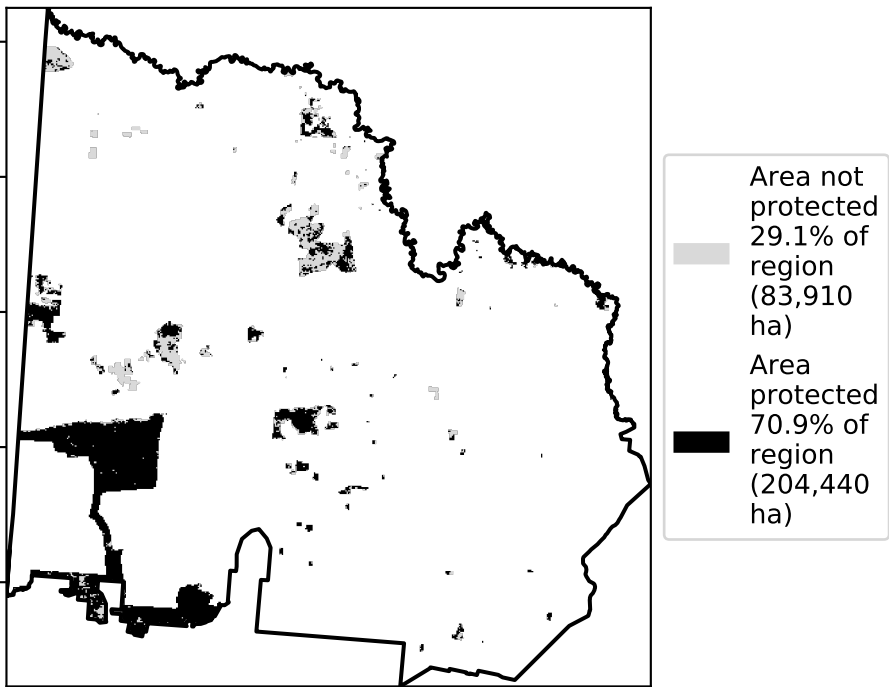 Area not
protected
29.1% of
region
(83,910
ha)
Area
protected
70.9% of
region
(204,440
ha)